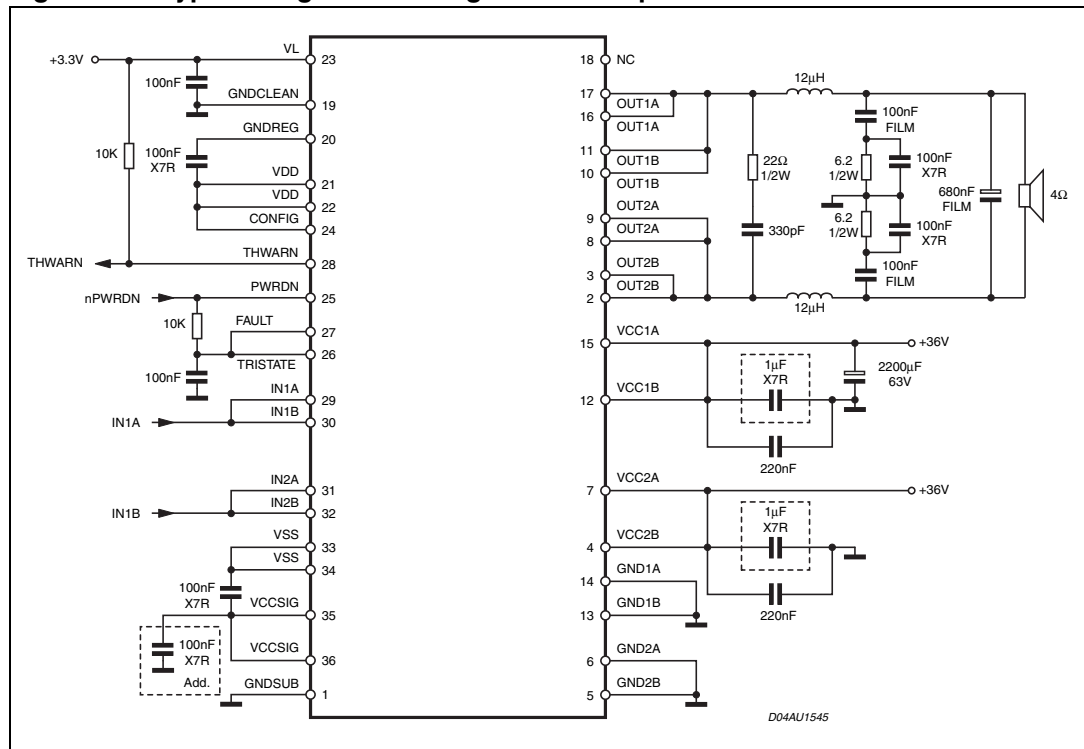 +3.3V
VL
23
100nF
GNDCLEAN
19
10K
GNDREG
20
100nF
X7R
VDD
21
VDD
22
CONFIG
24
THWARN
THWARN
28
nPWRDN
PWRDN
25
10K
FAULT
27
26
TRISTATE
100nF
IN1A
29
IN1A
IN1B
30
IN2A
31
IN1B
IN2B
32
VSS
33
VSS
34
100nF
X7R
VCCSIG
35
100nF
X7R
Add.
VCCSIG
36
GNDSUB
1
18
NC
17
OUT1A
16
OUT1A
11
OUT1B
10
OUT1B
OUT2A
9
OUT2A
8
OUT2B
3
OUT2B
2
12µH
22Ω
1/2W
330pF
100nF
FILM
6.2
1/2W
100nF
X7R
6.2
1/2W
100nF
X7R
100nF
FILM
680nF
FILM
4Ω
12µH
VCC1A
15
+36V
1µF
X7R
2200µF
63V
VCC1B
12
220nF
VCC2A
7
+36V
1µF
X7R
VCC2B
4
220nF
GND1A
14
GND1B
13
GND2A
6
GND2B
5
D04AU1545